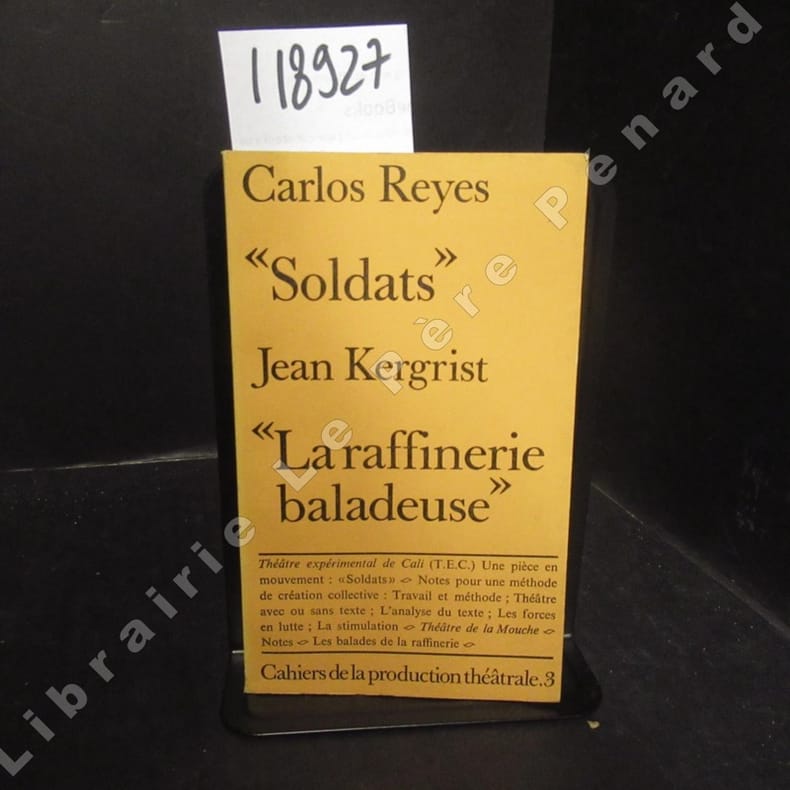 118927
Carlos Reyes
“Soldats”
Jean Kergrist
“La raffinerie
baladeuse”
Théâtre expérimental de Cali (T.E.C.) Une pièce en
mouvement : «Soldats» <> Notes pour une méthode
de création collective : Travail et méthode ; Théâtre
avec ou sans texte ; L'analyse du texte ; Les forces
en lutte ; La stimulation <> Théâtre de la Mouche <>
Notes <> Les balades de la raffinerie <>
Cahiers de la production théâtrale.3
Librairie Le Père Penard